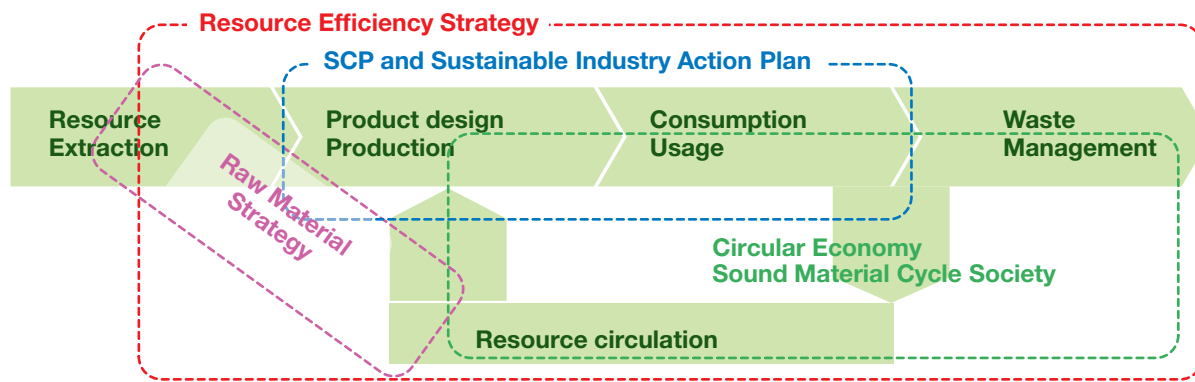 Resource Efficiency Strategy
SCP and Sustainable Industry Action Plan
Resource
Extraction
Product design
Production
Consumption
Usage
Waste
Management
Raw Material
Strategy
Circular Economy
Sound Material Cycle Society
Resource circulation